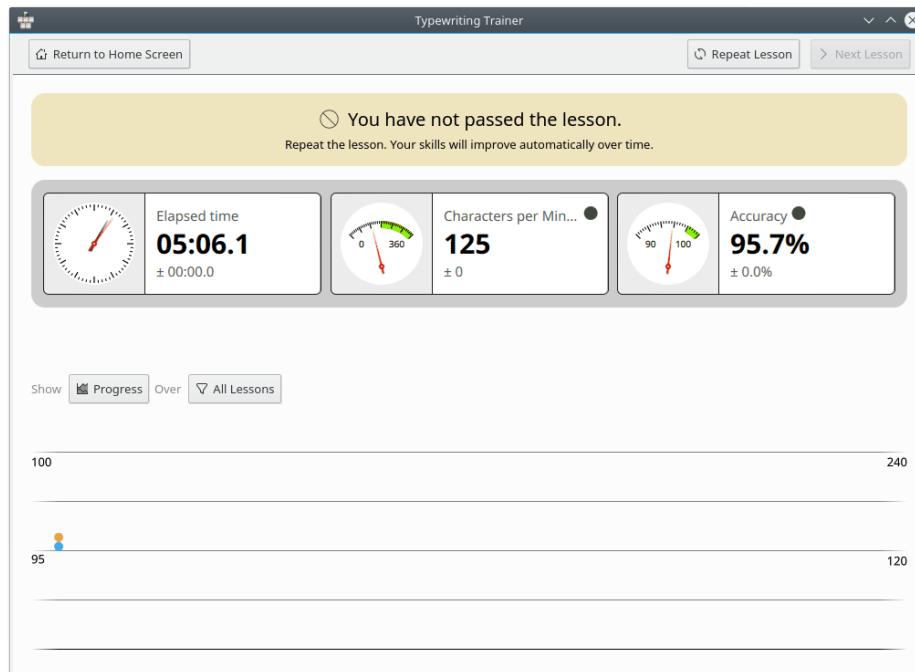 Typewriting Trainer
Return to Home Screen
Repeat Lesson
Next Lesson
You have not passed the lesson.
Repeat the lesson. Your skills will improve automatically over time.
Elapsed time
05:06.1
± 00:00.0
0 360
Characters per Min...
125
± 0
90 100
Accuracy
95.7%
± 0.0%
Show Progress Over All Lessons
100 240
95 120